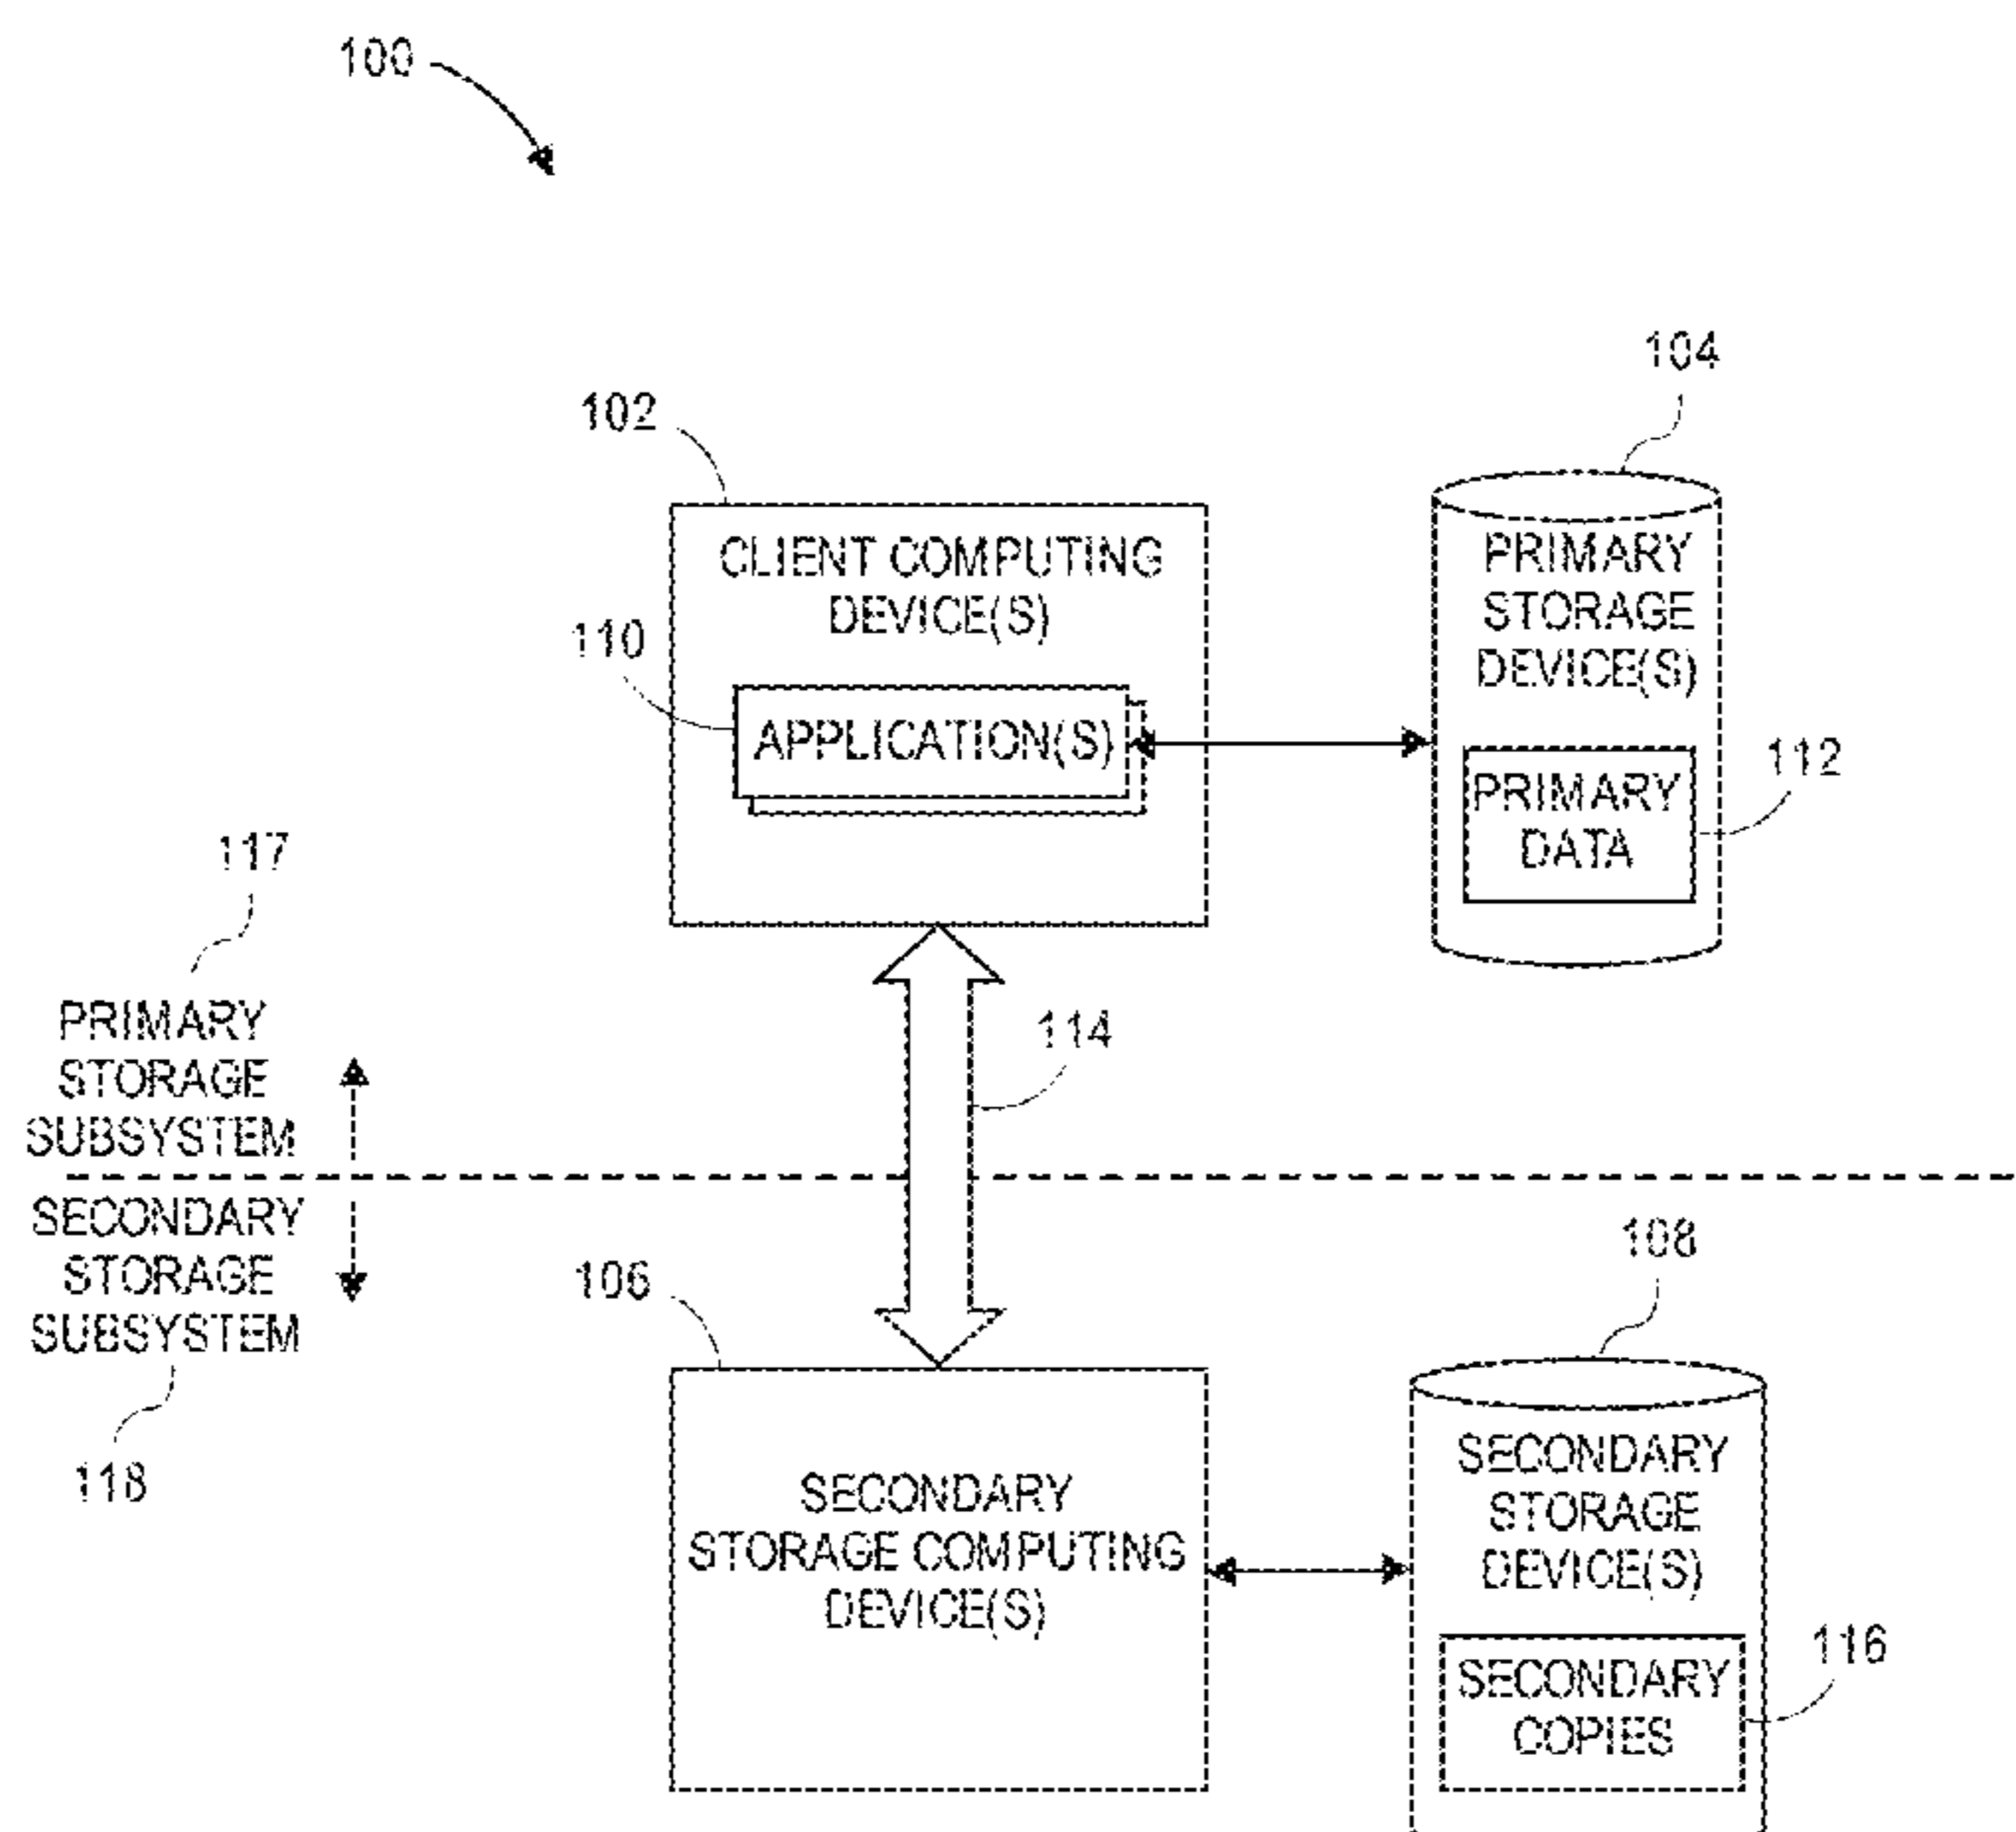 100
104
102
CLIENT COMPUTING
DEVICE(S)
110
APPLICATION(S)
PRIMARY
STORAGE
DEVICE(S)
112
PRIMARY
DATA
117
PRIMARY
STORAGE
SUBSYSTEM
114
SECONDARY
STORAGE
SUBSYSTEM
118
106
108
SECONDARY
STORAGE COMPUTING
DEVICE(S)
SECONDARY
STORAGE
DEVICE(S)
116
SECONDARY
COPIES